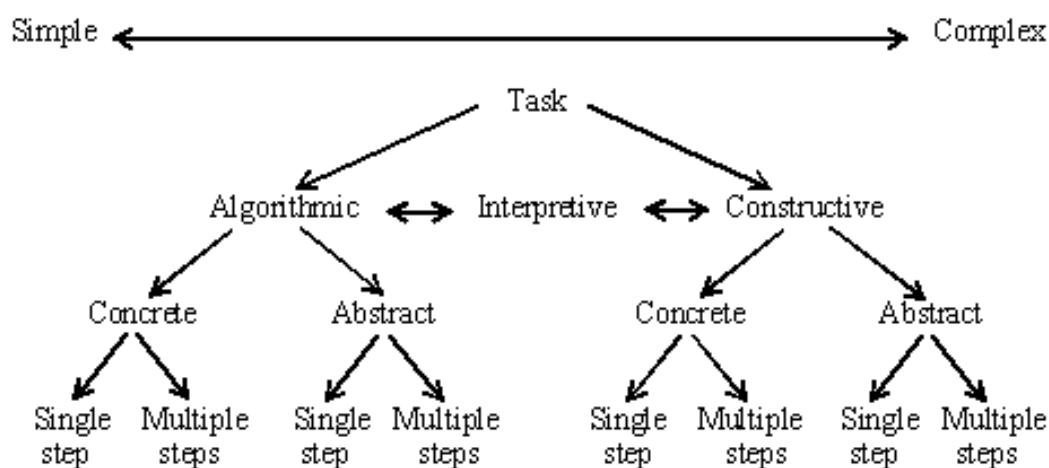 Simple Complex
Task
Algorithmic Interpretive Constructive
Concrete Abstract Concrete Abstract
Single Multiple Single Multiple Single Multiple Single Multiple
step steps step steps step steps step steps